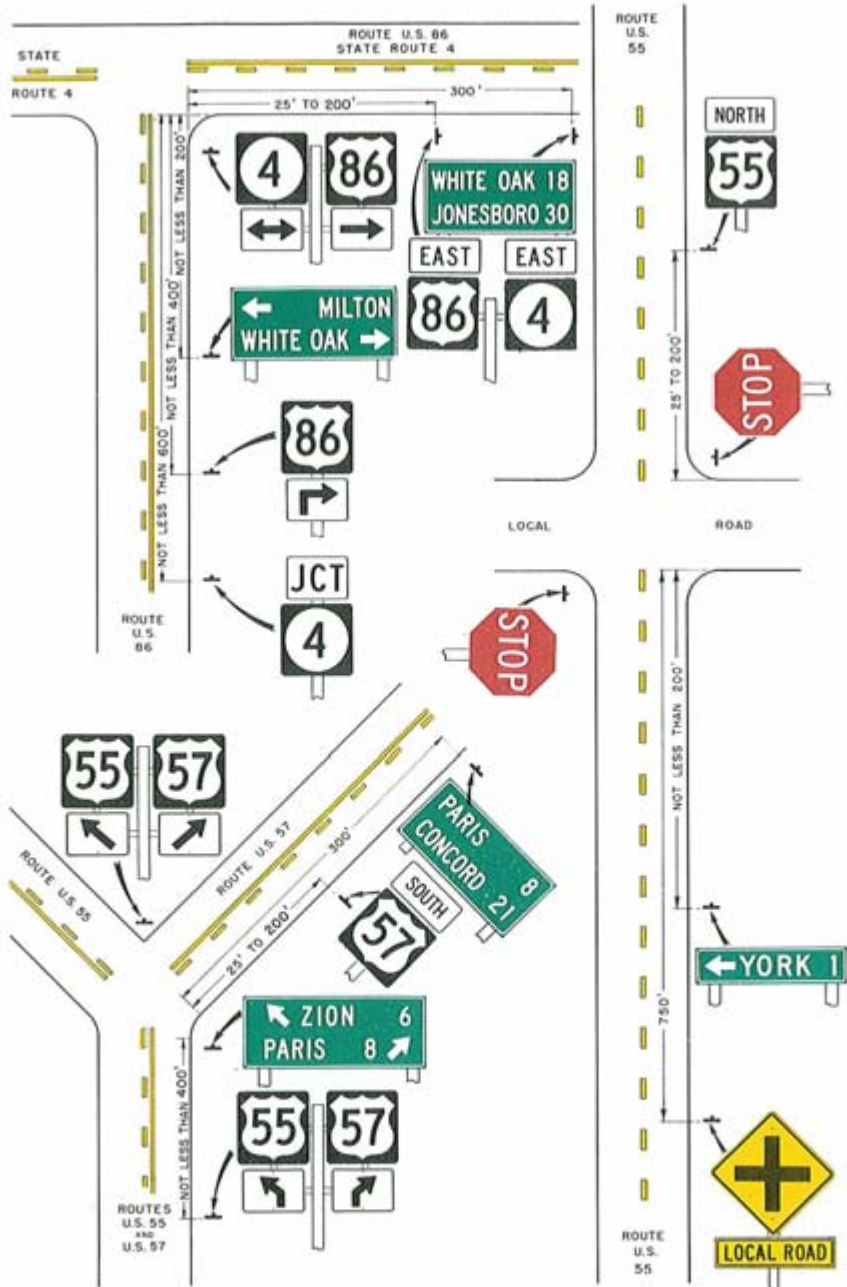 ROUTE U.S. 86
STATE ROUTE 4
STATE
ROUTE 4
25' TO 200'
300'
NOT LESS THAN 200'
NOT LESS THAN 400'
NOT LESS THAN 600'
4
86
WHITE OAK 18
JONESBORO 30
EAST
EAST
86
4
MILTON
WHITE OAK
86
JCT
4
ROUTE
U.S.
86
ROUTE
U.S.
55
NORTH
55
25' TO 200'
STOP
LOCAL
ROAD
STOP
NOT LESS THAN 200'
750'
YORK 1
LOCAL ROAD
ROUTE
U.S.
55
55
57
ROUTE U.S. 55
ROUTE U.S. 57
300'
25' TO 200'
PARIS 8
CONCORD . 21
SOUTH
57
ZION 6
PARIS 8
NOT LESS THAN 400'
55
57
ROUTES
U.S. 55
AND
U.S. 57